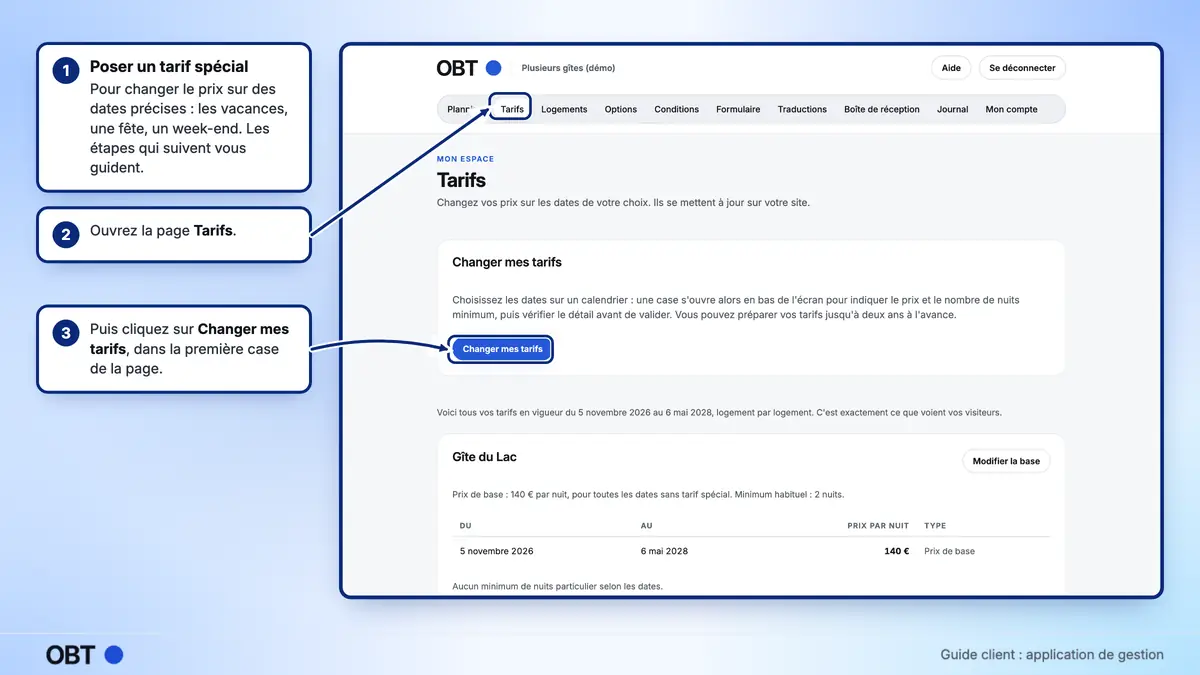 1
Poser un tarif spécial
Pour changer le prix sur des
dates précises : les vacances,
une fête, un week-end. Les
étapes qui suivent vous
guident.
2
Ouvrez la page Tarifs.
3
Puis cliquez sur Changer mes
tarifs, dans la première case
de la page.
OBT
Plusieurs gîtes (démo)
Aide
Se déconnecter
Tarifs
Logements
Options
Conditions
Formulaire
Traductions
Boîte de réception
Journal
Mon compte
MON ESPACE
Tarifs
Changez vos prix sur les dates de votre choix. Ils se mettent à jour sur votre site.
Changer mes tarifs
Choisissez les dates sur un calendrier : une case s'ouvre alors en bas de l'écran pour indiquer le prix et le nombre de nuits
minimum, puis vérifier le détail avant de valider. Vous pouvez préparer vos tarifs jusqu'à deux ans à l'avance.
Changer mes tarifs
Voici tous vos tarifs en vigueur du 5 novembre 2026 au 6 mai 2028, logement par logement. C'est exactement ce que voient vos visiteurs.
Gîte du Lac
Modifier la base
Prix de base : 140 € par nuit, pour toutes les dates sans tarif spécial. Minimum habituel : 2 nuits.
DU AU PRIX PAR NUIT TYPE
5 novembre 2026 6 mai 2028 140 € Prix de base
Aucun minimum de nuits particulier selon les dates.
OBT
Guide client : application de gestion